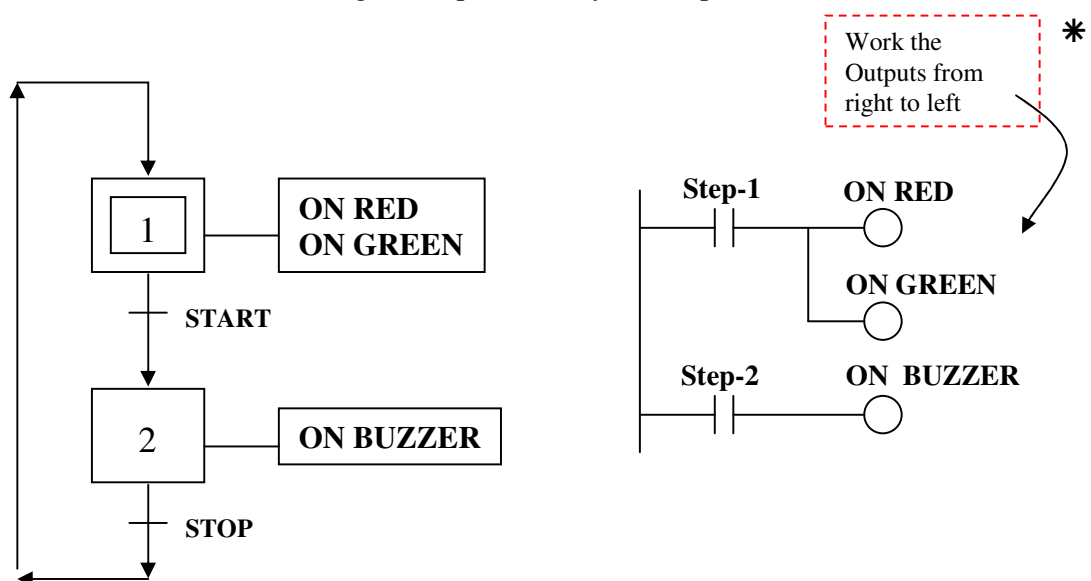 Work the
Outputs from
right to left
1
ON RED
ON GREEN
START
2
ON BUZZER
STOP
Step-1
ON RED
ON GREEN
Step-2
ON BUZZER